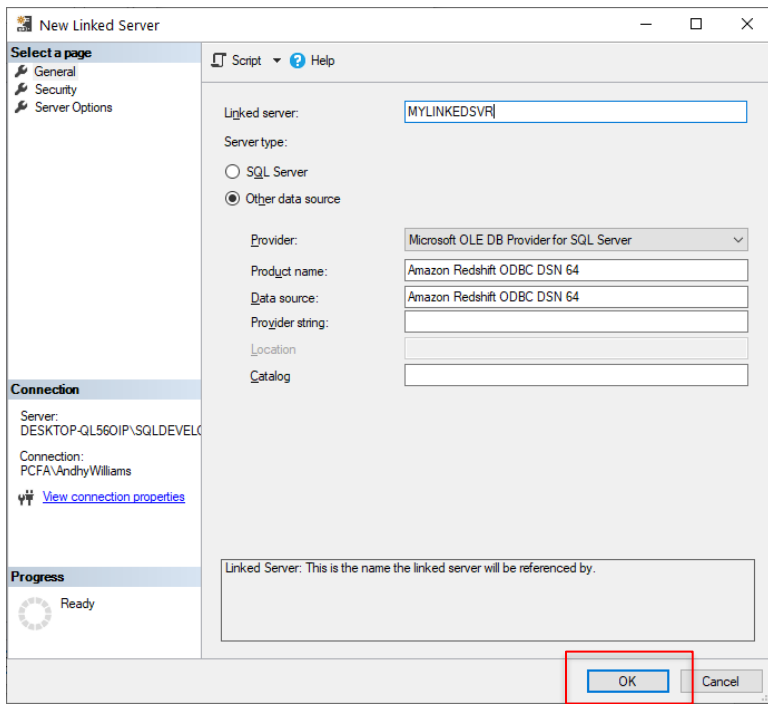 New Linked Server
Select a page
General
Security
Server Options
Script
Help
Linked server:
MYLINKEDSVR
Server type:
SQL Server
Other data source
Provider:
Microsoft OLE DB Provider for SQL Server
Product name:
Amazon Redshift ODBC DSN 64
Data source:
Amazon Redshift ODBC DSN 64
Provider string:
Location
Catalog
Connection
Server:
DESKTOP-QL56OIP\SQLDEVELO
Connection:
PCFA\AndhyWilliams
View connection properties
Progress
Ready
Linked Server: This is the name the linked server will be referenced by.
OK
Cancel